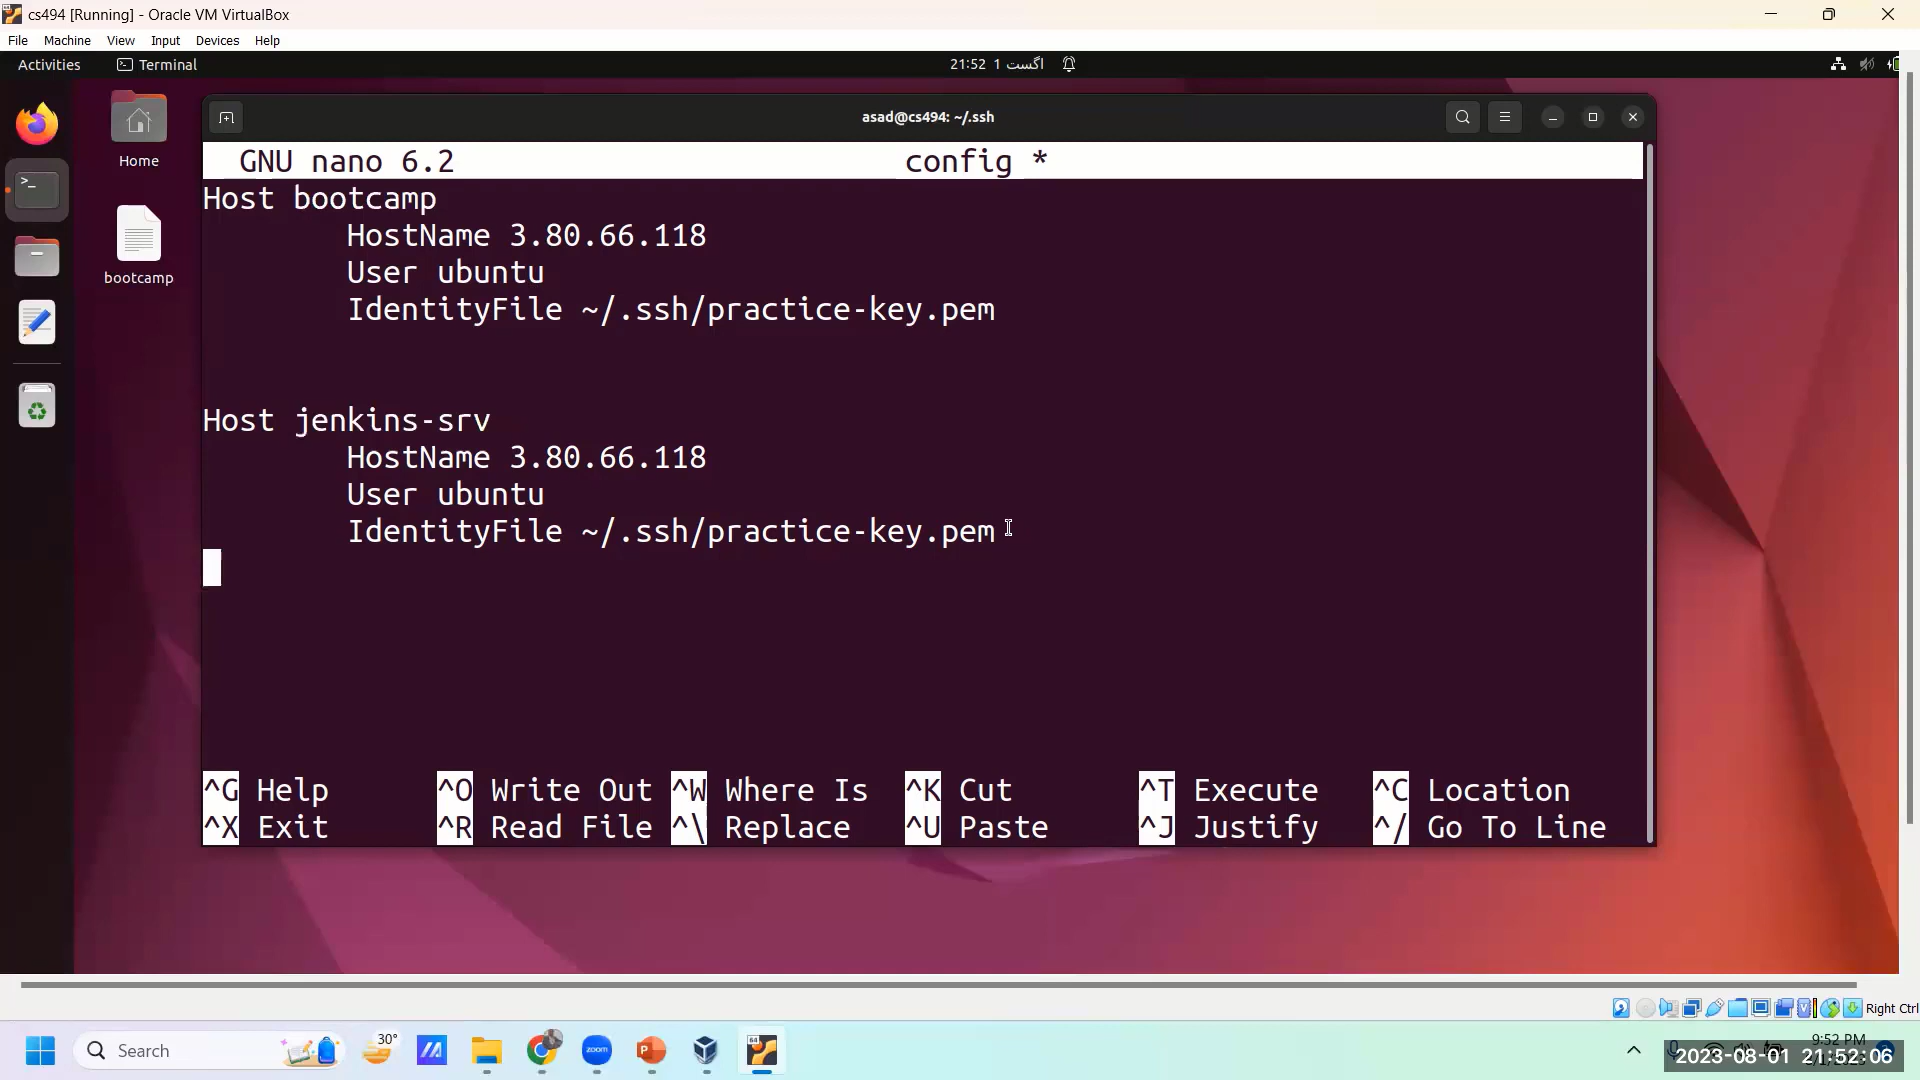 cs494 [Running] - Oracle VM VirtualBox
File Machine View Input Devices Help
Activities Terminal 21:52 1 اگست
asad@cs494: ~/.ssh
Home
bootcamp
GNU nano 6.2 config *
Host bootcamp
HostName 3.80.66.118
User ubuntu
IdentityFile ~/.ssh/practice-key.pem
Host jenkins-srv
HostName 3.80.66.118
User ubuntu
IdentityFile ~/.ssh/practice-key.pem
^G Help ^O Write Out ^W Where Is ^K Cut ^T Execute ^C Location
^X Exit ^R Read File ^\ Replace ^U Paste ^J Justify ^/ Go To Line
Right Ctrl
Search 30° zoom 64
9:52 PM
2023-08-01 21:52:06